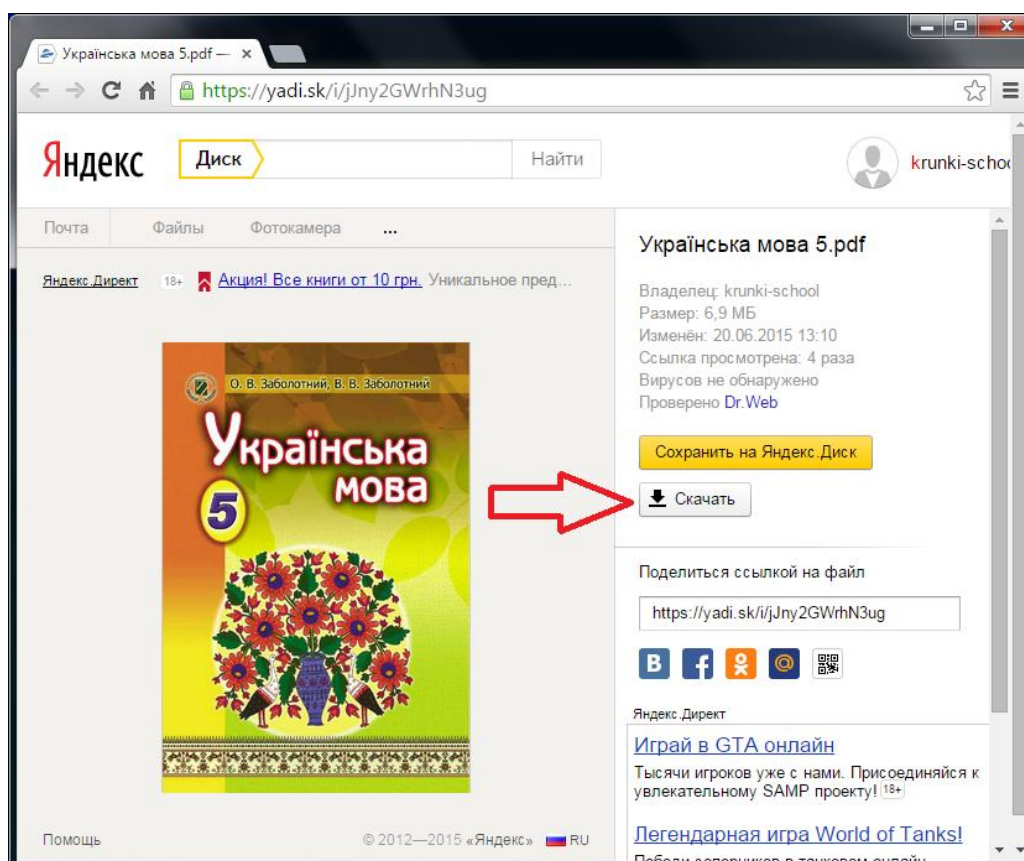 Українська мова 5.pdf —
https://yadi.sk/i/jJny2GWrhN3ug
Яндекс
Диск
Найти
krunki-schoo
Почта
Файлы
Фотокамера
...
Яндекс.Директ
18+
Акция! Все книги от 10 грн. Уникальное пред...
О. В. Заболотний, В. В. Заболотний
Українська
мова
5
Помощь
© 2012—2015 «Яндекс»
RU
Українська мова 5.pdf
Владелец: krunki-school
Размер: 6,9 МБ
Изменён: 20.06.2015 13:10
Ссылка просмотрена: 4 раза
Вирусов не обнаружено
Проверено Dr.Web
Сохранить на Яндекс.Диск
Скачать
Поделиться ссылкой на файл
https://yadi.sk/i/jJny2GWrhN3ug
Яндекс.Директ
Играй в GTA онлайн
Тысячи игроков уже с нами. Присоединяйся к
увлекательному SAMP проекту! 18+
Легендарная игра World of Tanks!